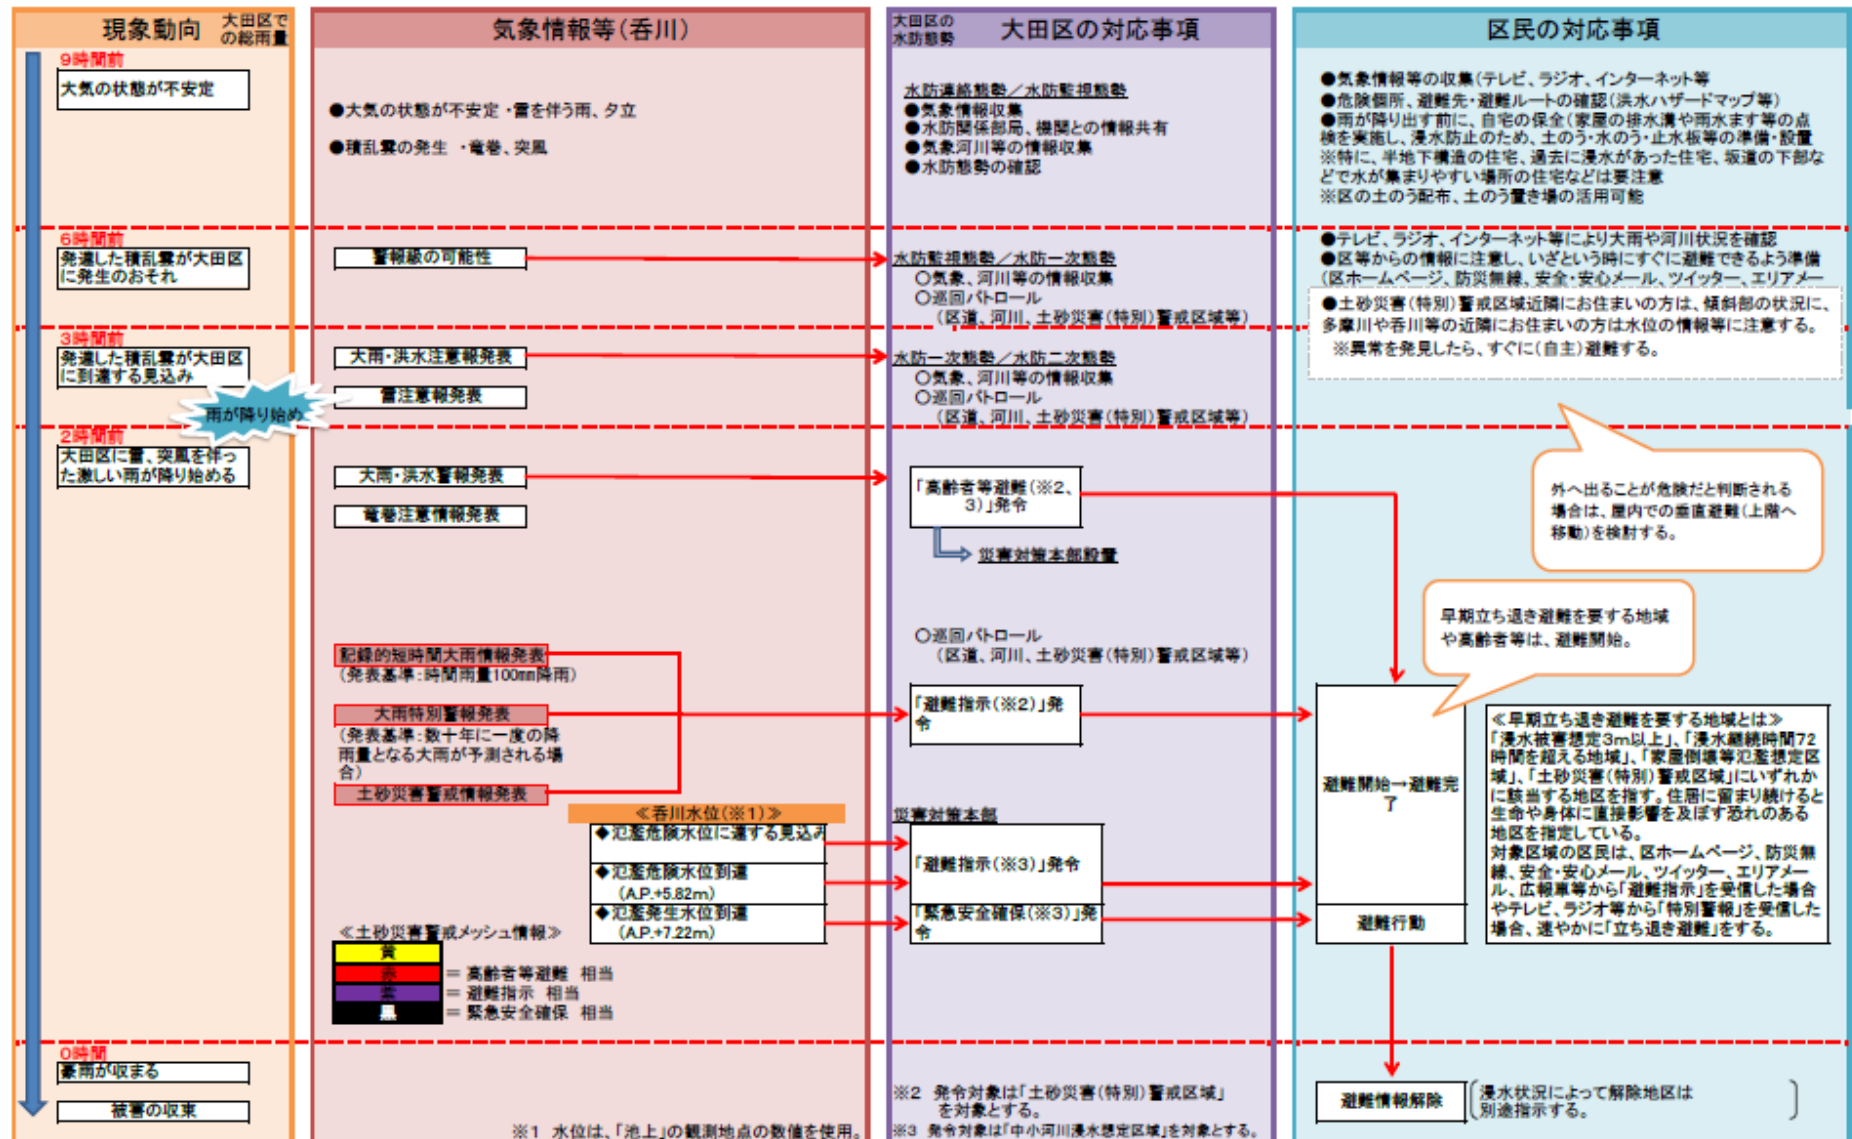 現象動向
大田区で
の総雨量
9時間前
大気の状態が不安定
6時間前
発達した積乱雲が大田区
に発生のおそれ
3時間前
発達した積乱雲が大田区
に到達する見込み
雨が降り始め
2時間前
大田区に雷、突風を伴っ
た激しい雨が降り始める
0時間
豪雨が収まる
被害の収束
気象情報等(呑川)
●大気の状態が不安定 ・雷を伴う雨、夕立
●積乱雲の発生 ・竜巻、突風
警報級の可能性
大雨・洪水注意報発表
雷注意報発表
大雨・洪水警報発表
竜巻注意情報発表
記録的短時間大雨情報発表
(発表基準:時間雨量100㎜降雨)
大雨特別警報発表
(発表基準:数十年に一度の降
雨量となる大雨が予測される場
合)
土砂災害警戒情報発表
≪呑川水位(※1)≫
◆氾濫危険水位に達する見込み
◆氾濫危険水位到達
(A.P.+5.82m)
◆氾濫発生水位到達
(A.P.+7.22m)
≪土砂災害警戒メッシュ情報≫
黄
赤 = 高齢者等避難 相当
紫 = 避難指示 相当
黒 = 緊急安全確保 相当
※1 水位は、「池上」の観測地点の数値を使用。
大田区の
水防態勢
大田区の対応事項
水防連絡態勢/水防監視態勢
●気象情報収集
●水防関係部局、機関との情報共有
●気象河川等の情報収集
●水防態勢の確認
水防監視態勢/水防一次態勢
○気象、河川等の情報収集
○巡回パトロール
(区道、河川、土砂災害(特別)警戒区域等)
水防一次態勢/水防二次態勢
○気象、河川等の情報収集
○巡回パトロール
(区道、河川、土砂災害(特別)警戒区域等)
「高齢者等避難(※2、
3)」発令
災害対策本部設置
○巡回パトロール
(区道、河川、土砂災害(特別)警戒区域等)
「避難指示(※2)」発
令
災害対策本部
「避難指示(※3)」発令
「緊急安全確保(※3)」発
令
※2 発令対象は「土砂災害(特別)警戒区域」
を対象とする。
※3 発令対象は「中小河川浸水想定区域」を対象とする。
区民の対応事項
●気象情報等の収集(テレビ、ラジオ、インターネット等
●危険個所、避難先・避難ルートの確認(洪水ハザードマップ等)
●雨が降り出す前に、自宅の保全(家屋の排水溝や雨水ます等の点
検を実施し、浸水防止のため、土のう・水のう・止水板等の準備・設置
※特に、半地下構造の住宅、過去に浸水があった住宅、坂道の下部な
どで水が集まりやすい場所の住宅などは要注意
※区の土のう配布、土のう置き場の活用可能
●テレビ、ラジオ、インターネット等により大雨や河川状況を確認
●区等からの情報に注意し、いざという時にすぐに避難できるよう準備
(区ホームページ、防災無線、安全・安心メール、ツイッター、エリアメー
●土砂災害(特別)警戒区域近隣にお住まいの方は、傾斜部の状況に、
多摩川や呑川等の近隣にお住まいの方は水位の情報等に注意する。
※異常を発見したら、すぐに(自主)避難する。
外へ出ることが危険だと判断される
場合は、屋内での垂直避難(上階へ
移動)を検討する。
早期立ち退き避難を要する地域
や高齢者等は、避難開始。
避難開始→避難完
了
避難行動
≪早期立ち退き避難を要する地域とは≫
「浸水被害想定3m以上」、「浸水継続時間72
時間を超える地域」、「家屋倒壊等氾濫想定区
域」、「土砂災害(特別)警戒区域」にいずれか
に該当する地区を指す。住居に留まり続けると
生命や身体に直接影響を及ぼす恐れのある
地区を指定している。
対象区域の区民は、区ホームページ、防災無
線、安全・安心メール、ツイッター、エリアメー
ル、広報車等から「避難指示」を受信した場合
やテレビ、ラジオ等から「特別警報」を受信した
場合、速やかに「立ち退き避難」をする。
避難情報解除
浸水状況によって解除地区は
別途指示する。